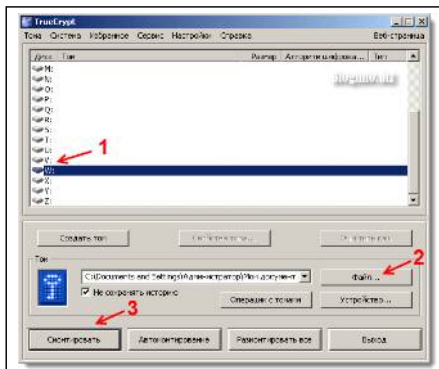 TrueCrypt
Тома Система Избранное Сервис Настройки Справка Веб-страница
Диск Том Размер Алгоритм шифрова... Тип
M:
N:
O:
P:
Q:
R:
S:
T:
U:
V:
1
W:
X:
Y:
Z:
Создать том
Том
2
C:\Documents and Settings\Администратор\Мои документ
Файл...
Не сохранять историю
Операции с томами
Устройство...
3
Смонтировать
Автомонтирование
Размонтировать все
Выход